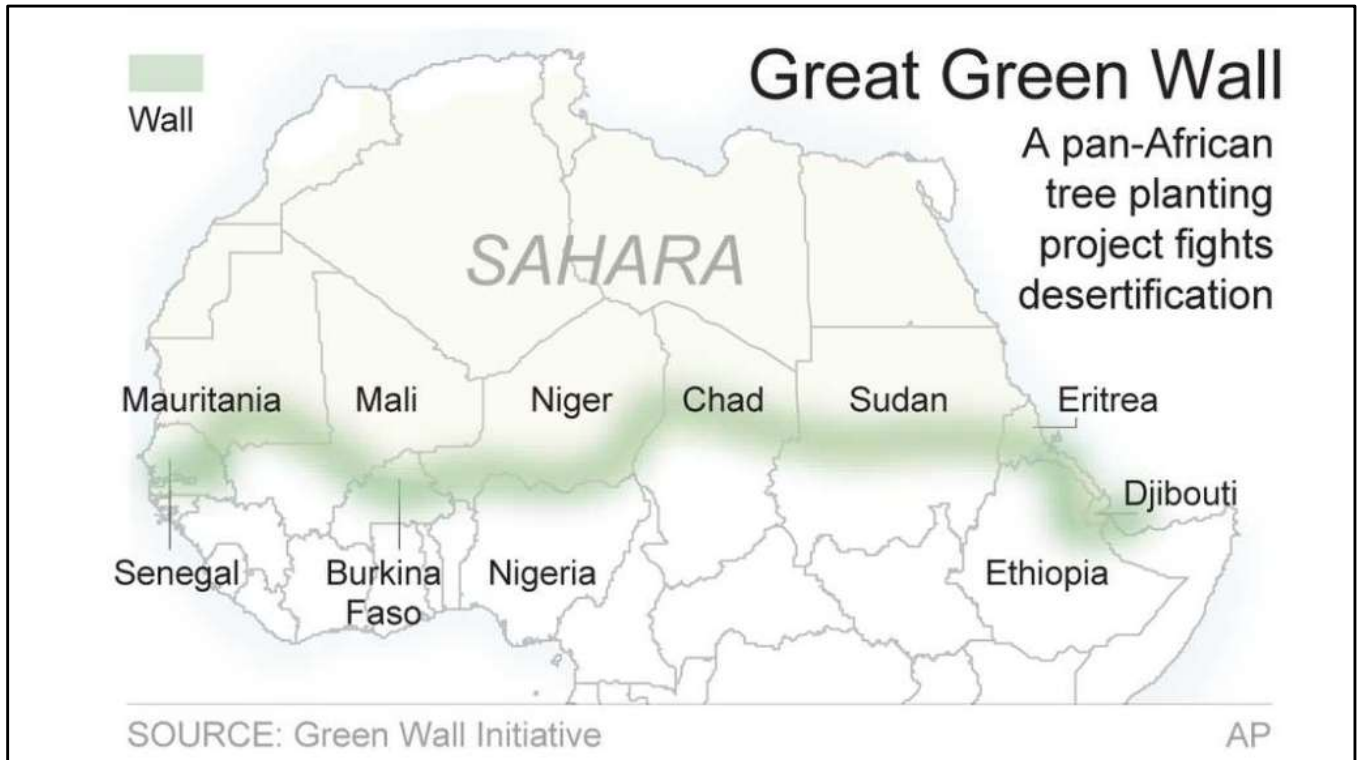 Great Green Wall
Wall
A pan-African
tree planting
project fights
desertification
SAHARA
Mauritania
Mali
Niger
Chad
Sudan
Eritrea
Djibouti
Senegal
Burkina
Faso
Nigeria
Ethiopia
SOURCE: Green Wall Initiative
AP